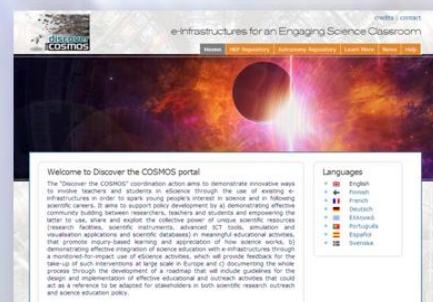 credits | contact
discover
COSMOS
e-Infrastructures for an Engaging Science Classroom
Home HEP Repository Astronomy Repository Learn More News Help
Welcome to Discover the COSMOS portal
Languages
The "Discover the COSMOS" coordination action aims to demonstrate innovative ways
to involve teachers and students in eScience through the use of existing e-
infrastructures in order to spark young people's interest in science and in following
scientific careers. It aims to support policy development by a) demonstrating effective
community building between researchers, teachers and students and empowering the
latter to use, share and exploit the collective power of unique scientific resources
(research facilities, scientific instruments, advanced ICT tools, simulation and
visualisation applications and scientific databases) in meaningful educational activities,
that promote inquiry-based learning and appreciation of how science works, b)
demonstrating effective integration of science education with e-infrastructures through
a monitored-for-impact use of eScience activities, which will provide feedback for the
take-up of such interventions at large scale in Europe and c) documenting the whole
process through the development of a roadmap that will include guidelines for the
design and implementation of effective educational and outreach activities that could
act as a reference to be adapted for stakeholders in both scientific research outreach
and science education policy.
English
Finnish
French
Deutsch
Ελληνικά
Português
Español
Svenska